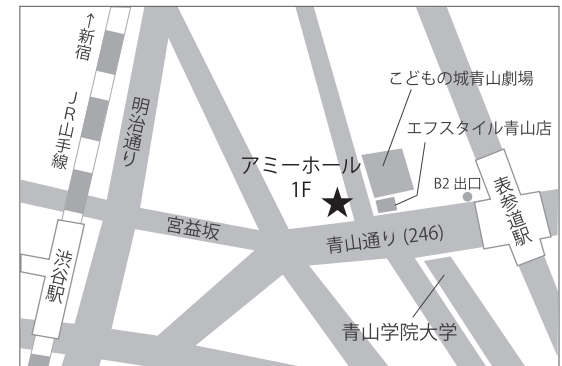 ←新宿
JR山手線
明治通り
こどもの城青山劇場
エフスタイル青山店
アミーホール
1F
B2 出口
表参道駅
宮益坂
青山通り (246)
渋谷駅
青山学院大学